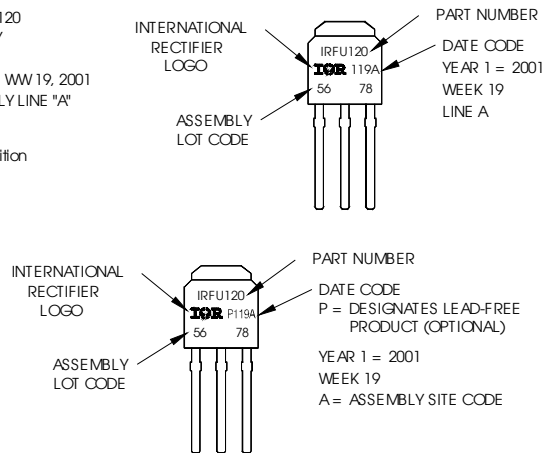 120
WW 19, 2001
LY LINE "A"
ition
INTERNATIONAL
RECTIFIER
LOGO
ASSEMBLY
LOT CODE
IRFU120
IOR 119A
56 78
PART NUMBER
DATE CODE
YEAR 1 = 2001
WEEK 19
LINE A
INTERNATIONAL
RECTIFIER
LOGO
ASSEMBLY
LOT CODE
IRFU120
IOR P119A
56 78
PART NUMBER
DATE CODE
P = DESIGNATES LEAD-FREE
PRODUCT (OPTIONAL)
YEAR 1 = 2001
WEEK 19
A = ASSEMBLY SITE CODE